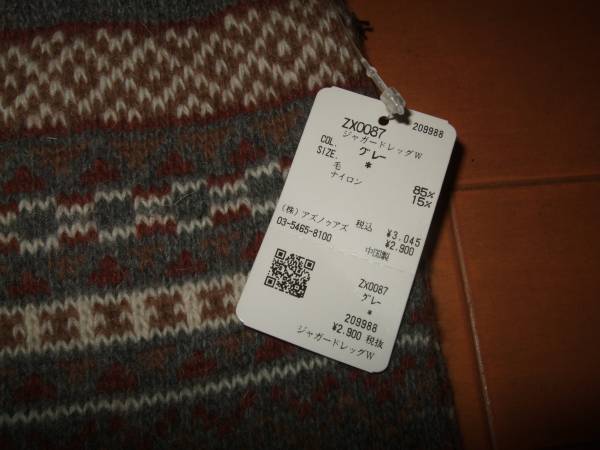 ZX0087 209988
ジャガードレッグW
COL. グレー
SIZE. *
毛 85%
ナイロン 15%
税込 ¥3,045
(株)アズノゥアズ ¥2,900
03-5465-8100 中国製
ZX0087
グレー
*
209988
¥2,900 税抜
ジャガードレッグW